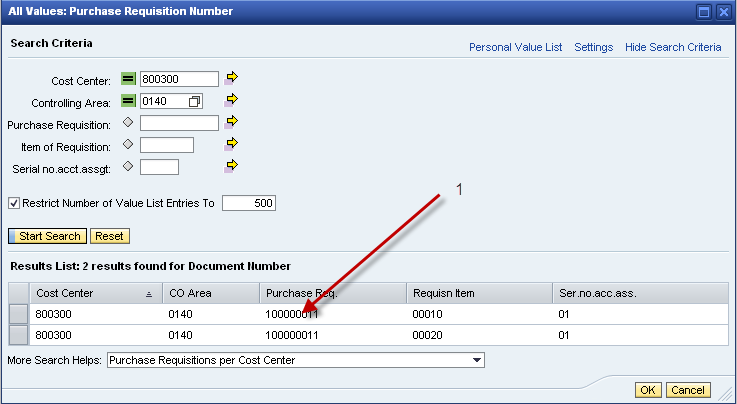 All Values: Purchase Requisition Number
Search Criteria
Personal Value List Settings Hide Search Criteria
Cost Center: 800300
Controlling Area: 0140
Purchase Requisition:
Item of Requisition:
Serial no.acct.assgt:
Restrict Number of Value List Entries To 500
1
Start Search Reset
Results List: 2 results found for Document Number
Cost Center CO Area Purchase Req. Requisn Item Ser.no.acc.ass.
800300 0140 100000011 00010 01
800300 0140 100000011 00020 01
More Search Helps: Purchase Requisitions per Cost Center
OK Cancel